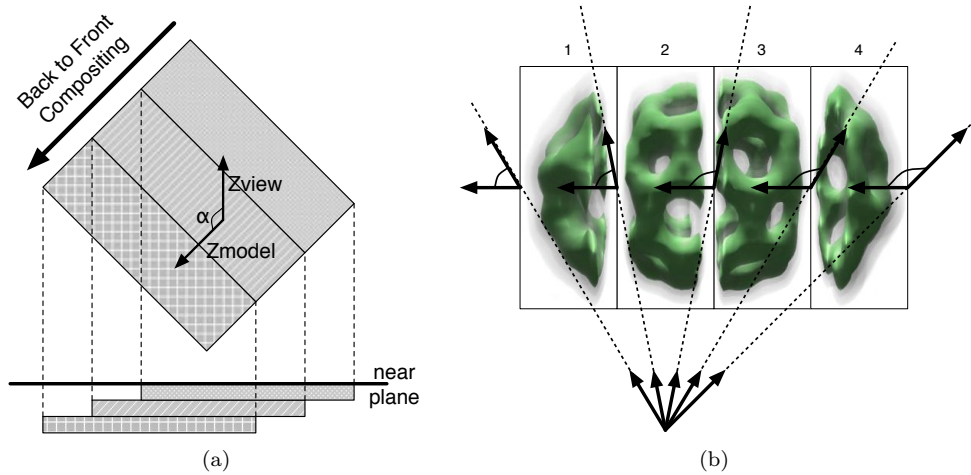 Back to Front
Compositing
Zview
α
Zmodel
near
plane
(a)
1 2 3 4
(b)